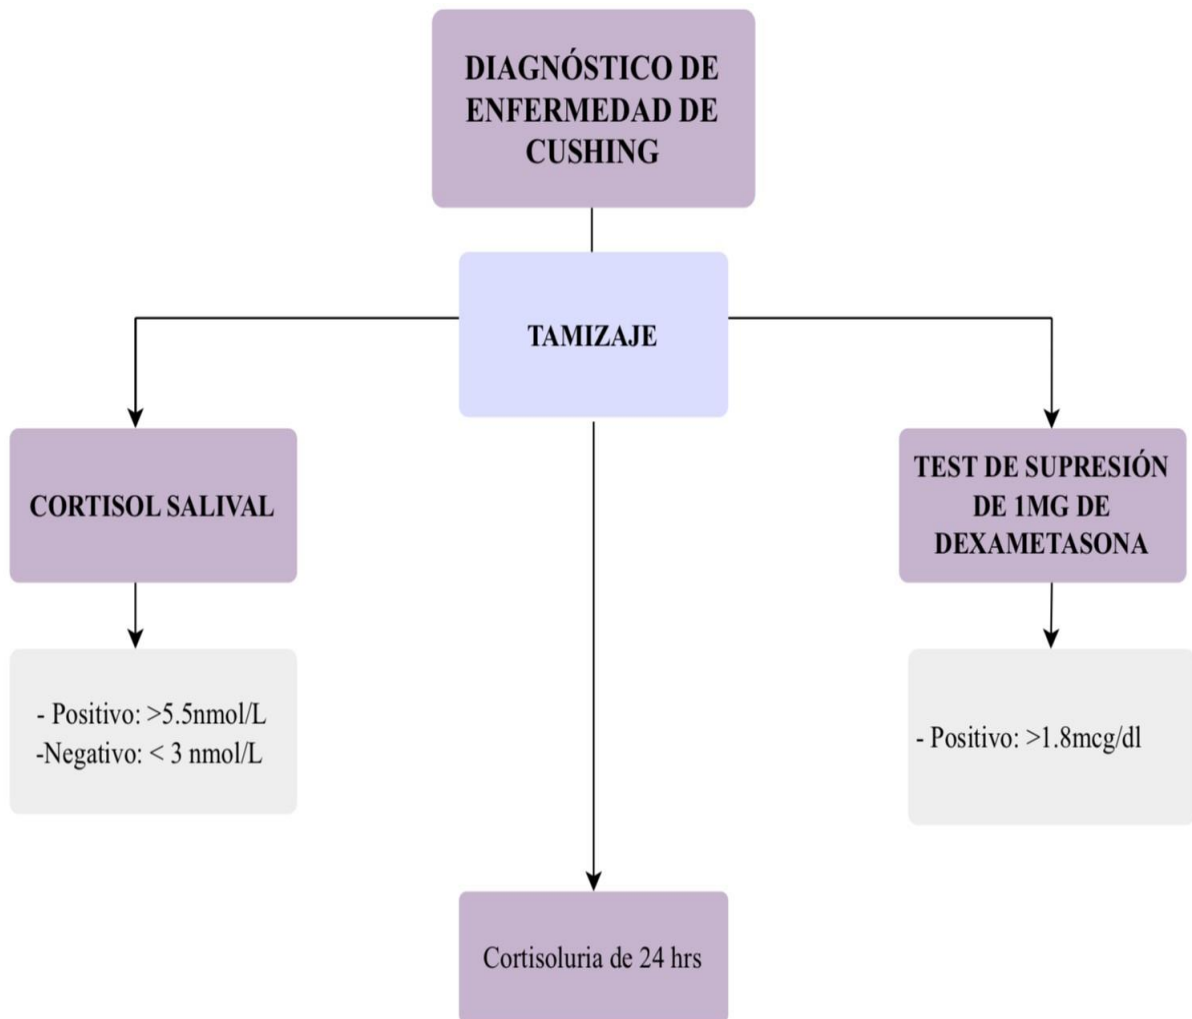 DIAGNÓSTICO DE
ENFERMEDAD DE
CUSHING
TAMIZAJE
CORTISOL SALIVAL
TEST DE SUPRESIÓN
DE 1MG DE
DEXAMETASONA
- Positivo: >5.5nmol/L
-Negativo: < 3 nmol/L
- Positivo: >1.8mcg/dl
Cortisoluria de 24 hrs